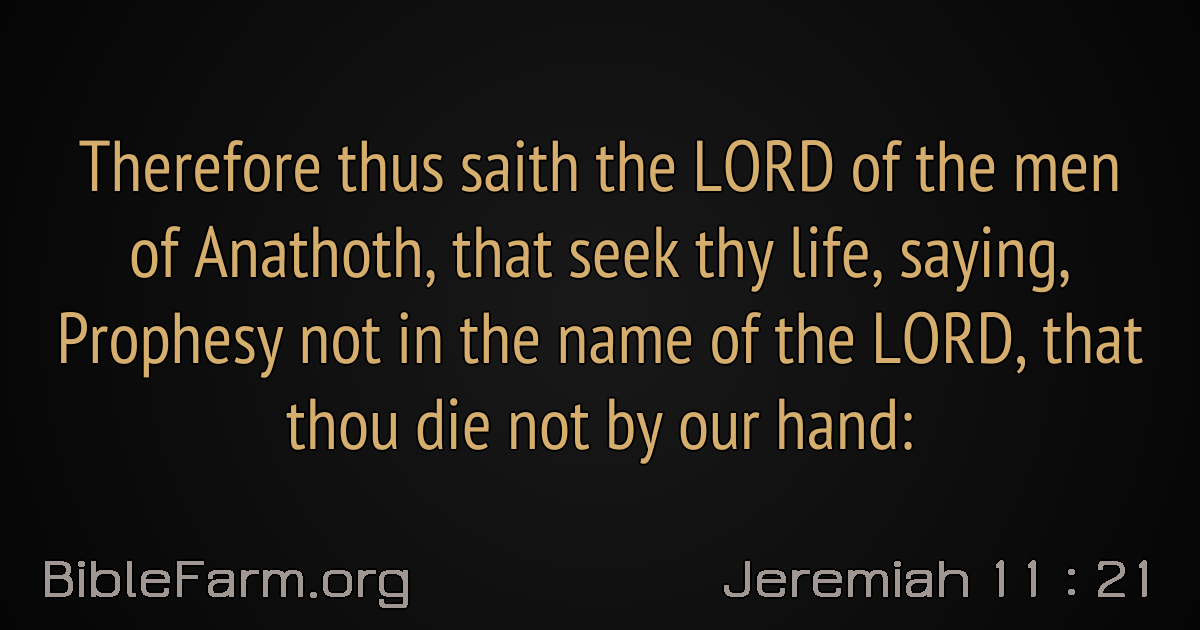 Therefore thus saith the LORD of the men
of Anathoth, that seek thy life, saying,
Prophesy not in the name of the LORD, that
thou die not by our hand:
BibleFarm.org
Jeremiah 11 : 21